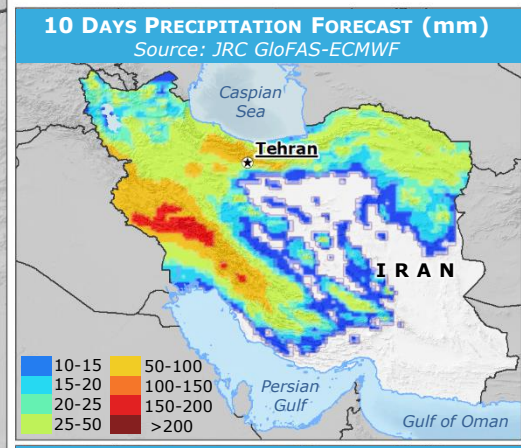 10 DAYS PRECIPITATION FORECAST (mm)
Source: JRC GloFAS-ECMWF
Caspian
Sea
Tehran
IRAN
10-15
15-20
20-25
25-50
50-100
100-150
150-200
>200
Persian
Gulf
Gulf of Oman